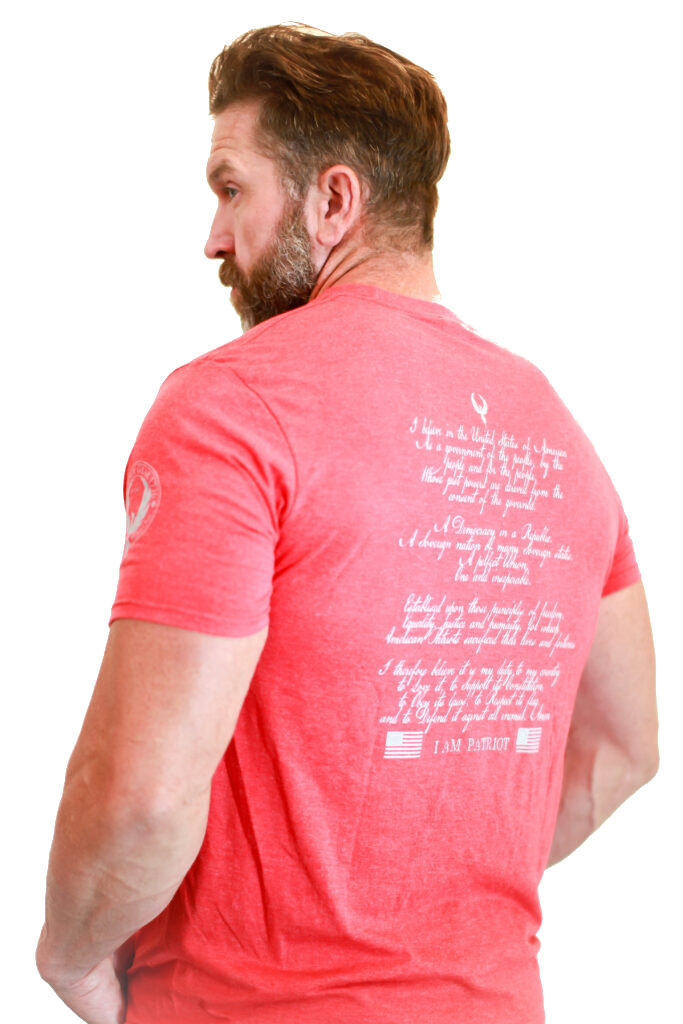 I believe in the United States of America
As a government of the people, by the
people and for the people,
Whose just powers are derived from the
consent of the governed.
A Democracy in a Republic.
A Sovereign nation of many Sovereign states.
A perfect Union,
One and inseparable.
Established upon those principles of freedom,
Equality, justice and humanity, for which
American Patriots sacrificed their lives and fortunes
I therefore believe it is my duty to my country
to Love it, to Support its Constitution
to Obey its laws, to Respect its flag
and to Defend it against all enemies.
I AM PATRIOT